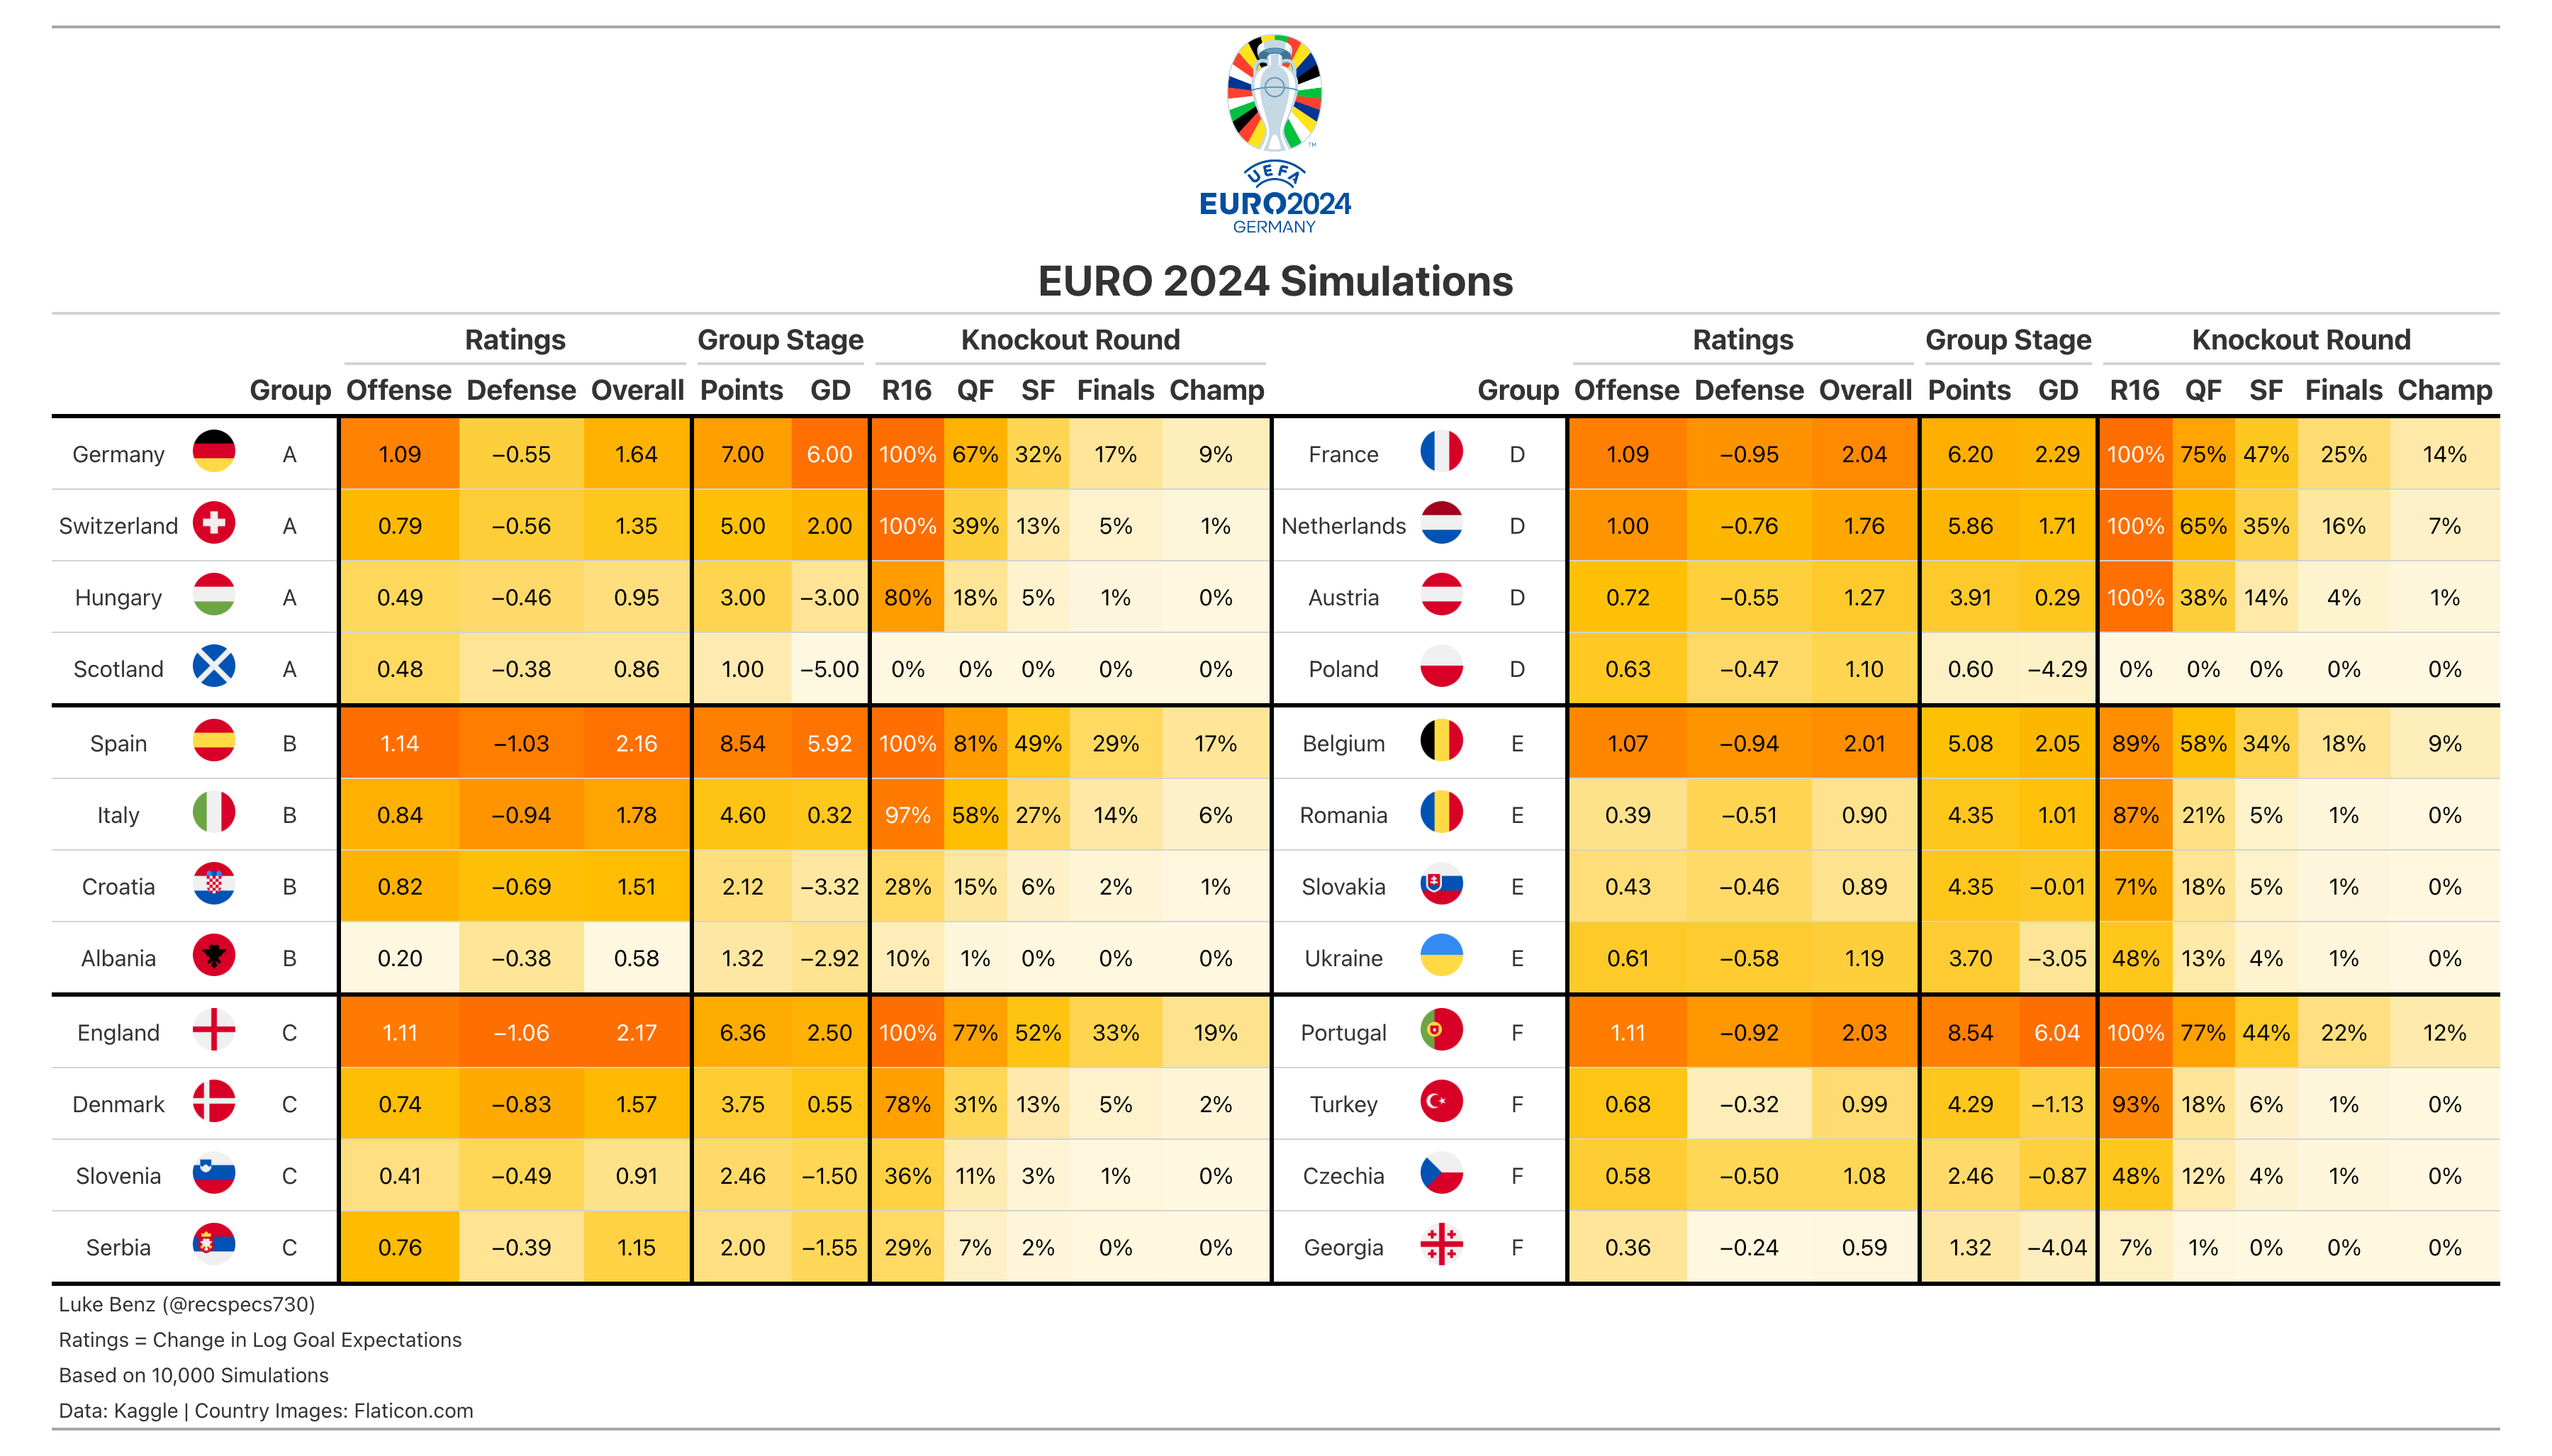 UEFA
EURO2024
GERMANY
™
EURO 2024 Simulations
Ratings Group Stage Knockout Round Ratings Group Stage Knockout Round
Group Offense Defense Overall Points GD R16 QF SF Finals Champ Group Offense Defense Overall Points GD R16 QF SF Finals Champ
Germany A 1.09 −0.55 1.64 7.00 6.00 100% 67% 32% 17% 9% France D 1.09 −0.95 2.04 6.20 2.29 100% 75% 47% 25% 14%
Switzerland A 0.79 −0.56 1.35 5.00 2.00 100% 39% 13% 5% 1% Netherlands D 1.00 −0.76 1.76 5.86 1.71 100% 65% 35% 16% 7%
Hungary A 0.49 −0.46 0.95 3.00 −3.00 80% 18% 5% 1% 0% Austria D 0.72 −0.55 1.27 3.91 0.29 100% 38% 14% 4% 1%
Scotland A 0.48 −0.38 0.86 1.00 −5.00 0% 0% 0% 0% 0% Poland D 0.63 −0.47 1.10 0.60 −4.29 0% 0% 0% 0% 0%
Spain B 1.14 −1.03 2.16 8.54 5.92 100% 81% 49% 29% 17% Belgium E 1.07 −0.94 2.01 5.08 2.05 89% 58% 34% 18% 9%
Italy B 0.84 −0.94 1.78 4.60 0.32 97% 58% 27% 14% 6% Romania E 0.39 −0.51 0.90 4.35 1.01 87% 21% 5% 1% 0%
Croatia B 0.82 −0.69 1.51 2.12 −3.32 28% 15% 6% 2% 1% Slovakia E 0.43 −0.46 0.89 4.35 −0.01 71% 18% 5% 1% 0%
Albania B 0.20 −0.38 0.58 1.32 −2.92 10% 1% 0% 0% 0% Ukraine E 0.61 −0.58 1.19 3.70 −3.05 48% 13% 4% 1% 0%
England C 1.11 −1.06 2.17 6.36 2.50 100% 77% 52% 33% 19% Portugal F 1.11 −0.92 2.03 8.54 6.04 100% 77% 44% 22% 12%
Denmark C 0.74 −0.83 1.57 3.75 0.55 78% 31% 13% 5% 2% Turkey F 0.68 −0.32 0.99 4.29 −1.13 93% 18% 6% 1% 0%
Slovenia C 0.41 −0.49 0.91 2.46 −1.50 36% 11% 3% 1% 0% Czechia F 0.58 −0.50 1.08 2.46 −0.87 48% 12% 4% 1% 0%
Serbia C 0.76 −0.39 1.15 2.00 −1.55 29% 7% 2% 0% 0% Georgia F 0.36 −0.24 0.59 1.32 −4.04 7% 1% 0% 0% 0%
Luke Benz (@recspecs730)
Ratings = Change in Log Goal Expectations
Based on 10,000 Simulations
Data: Kaggle | Country Images: Flaticon.com